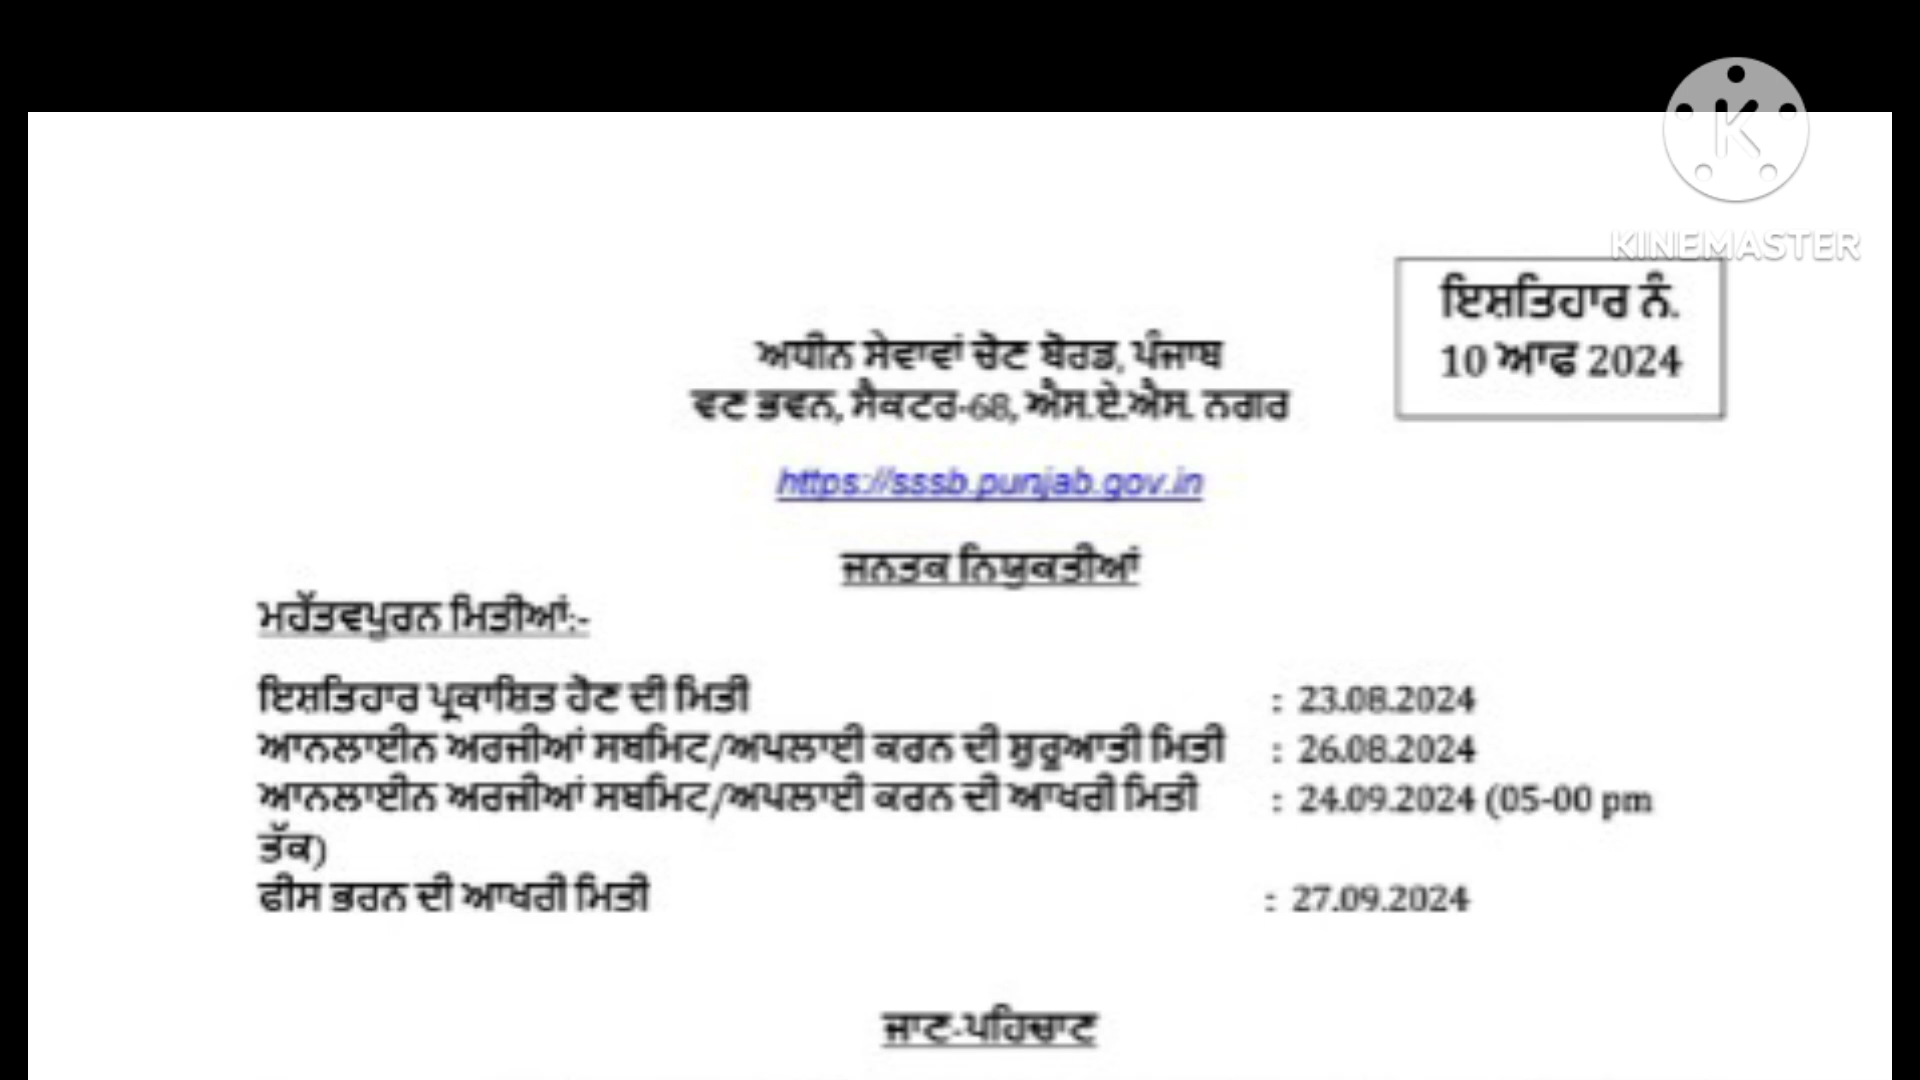 KINEMASTER
ਇਸ਼ਤਿਹਾਰ ਨੰ.
10 ਆਫ 2024
ਅਧੀਨ ਸੇਵਾਵਾਂ ਚੋਣ ਬੋਰਡ, ਪੰਜਾਬ
ਵਣ ਭਵਨ, ਸੈਕਟਰ-68, ਐਸ.ਏ.ਐਸ. ਨਗਰ
https://sssb.punjab.gov.in
ਜਨਤਕ ਨਿਯੁਕਤੀਆਂ
ਮਹੱਤਵਪੂਰਨ ਮਿਤੀਆਂ:-
ਇਸ਼ਤਿਹਾਰ ਪ੍ਰਕਾਸ਼ਿਤ ਹੋਣ ਦੀ ਮਿਤੀ : 23.08.2024
ਆਨਲਾਈਨ ਅਰਜੀਆਂ ਸਬਮਿਟ/ਅਪਲਾਈ ਕਰਨ ਦੀ ਸ਼ੁਰੂਆਤੀ ਮਿਤੀ : 26.08.2024
ਆਨਲਾਈਨ ਅਰਜੀਆਂ ਸਬਮਿਟ/ਅਪਲਾਈ ਕਰਨ ਦੀ ਆਖਰੀ ਮਿਤੀ : 24.09.2024 (05-00 pm
ਤੱਕ)
ਫੀਸ ਭਰਨ ਦੀ ਆਖਰੀ ਮਿਤੀ : 27.09.2024
ਜਾਣ-ਪਹਿਚਾਣ